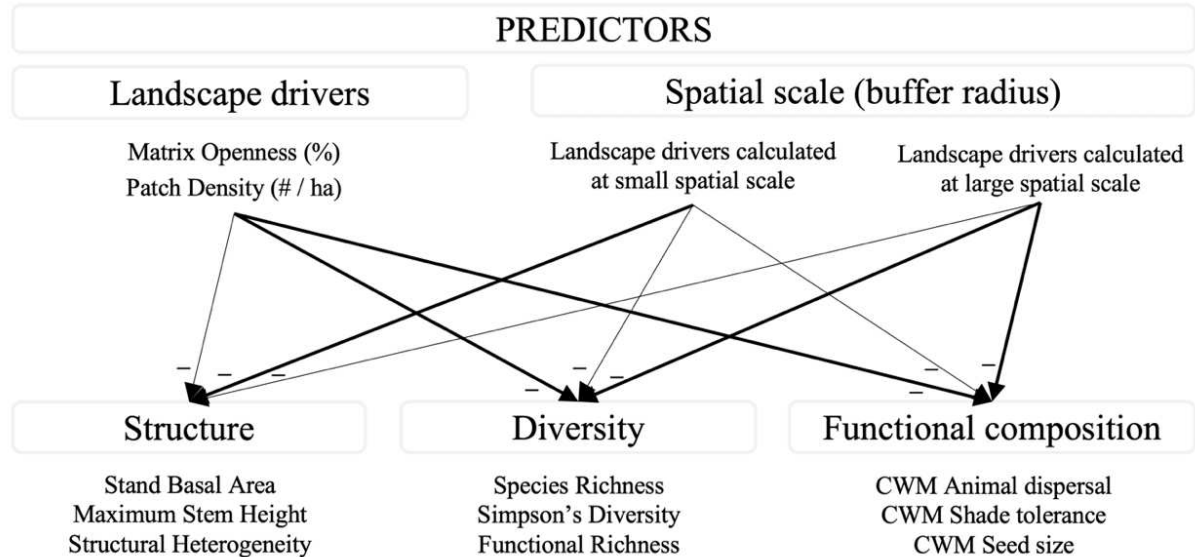 PREDICTORS
Landscape drivers
Spatial scale (buffer radius)
Matrix Openness (%)
Patch Density (# / ha)
Landscape drivers calculated
at small spatial scale
Landscape drivers calculated
at large spatial scale
– – – – – – – – –
Structure
Diversity
Functional composition
Stand Basal Area
Maximum Stem Height
Structural Heterogeneity
Species Richness
Simpson’s Diversity
Functional Richness
CWM Animal dispersal
CWM Shade tolerance
CWM Seed size